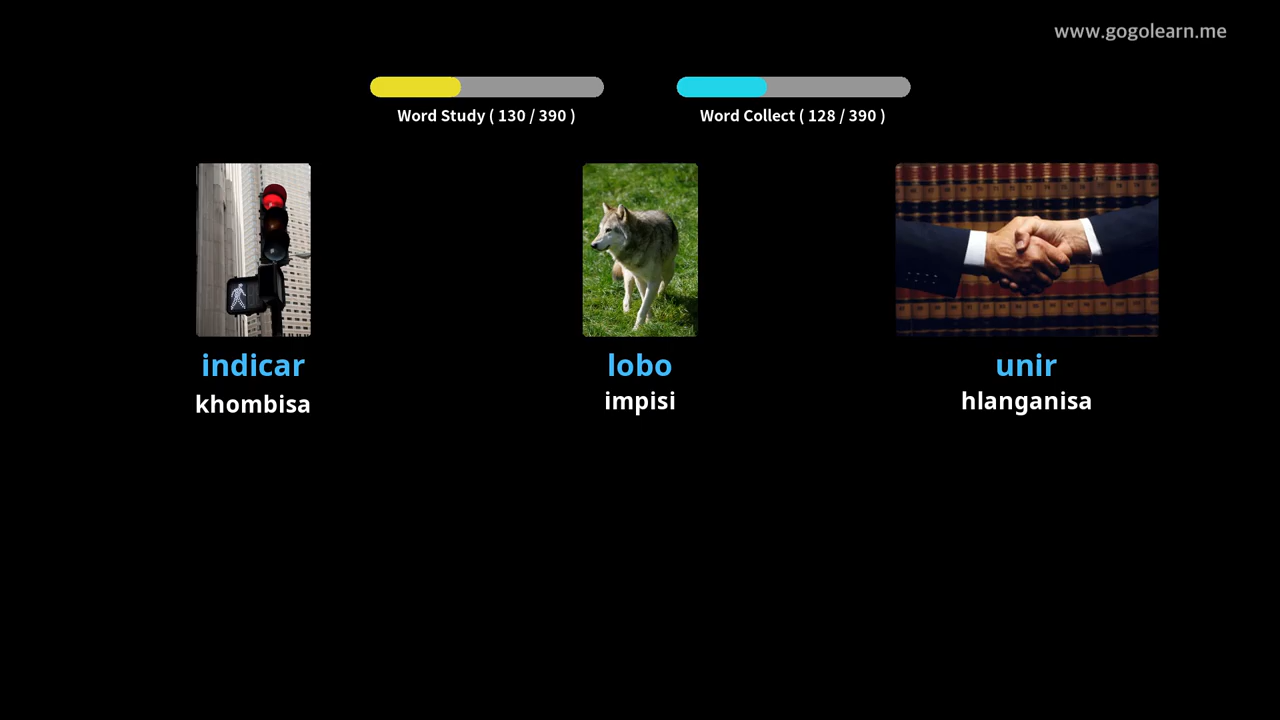 www.gogolearn.me
Word Study ( 130 / 390 )
Word Collect ( 128 / 390 )
indicar
khombisa
lobo
impisi
unir
hlanganisa